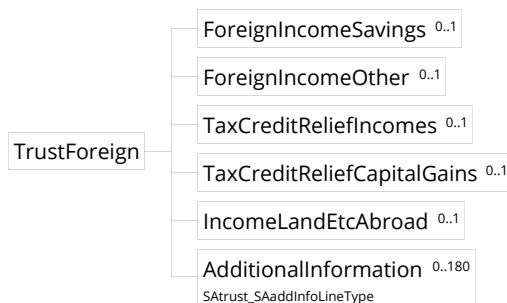 ForeignIncomeSavings 0..1
ForeignIncomeOther 0..1
TaxCreditReliefIncomes 0..1
TrustForeign
TaxCreditReliefCapitalGains 0..1
IncomeLandEtcAbroad 0..1
AdditionalInformation 0..180
SAtrust_SAaddInfoLineType